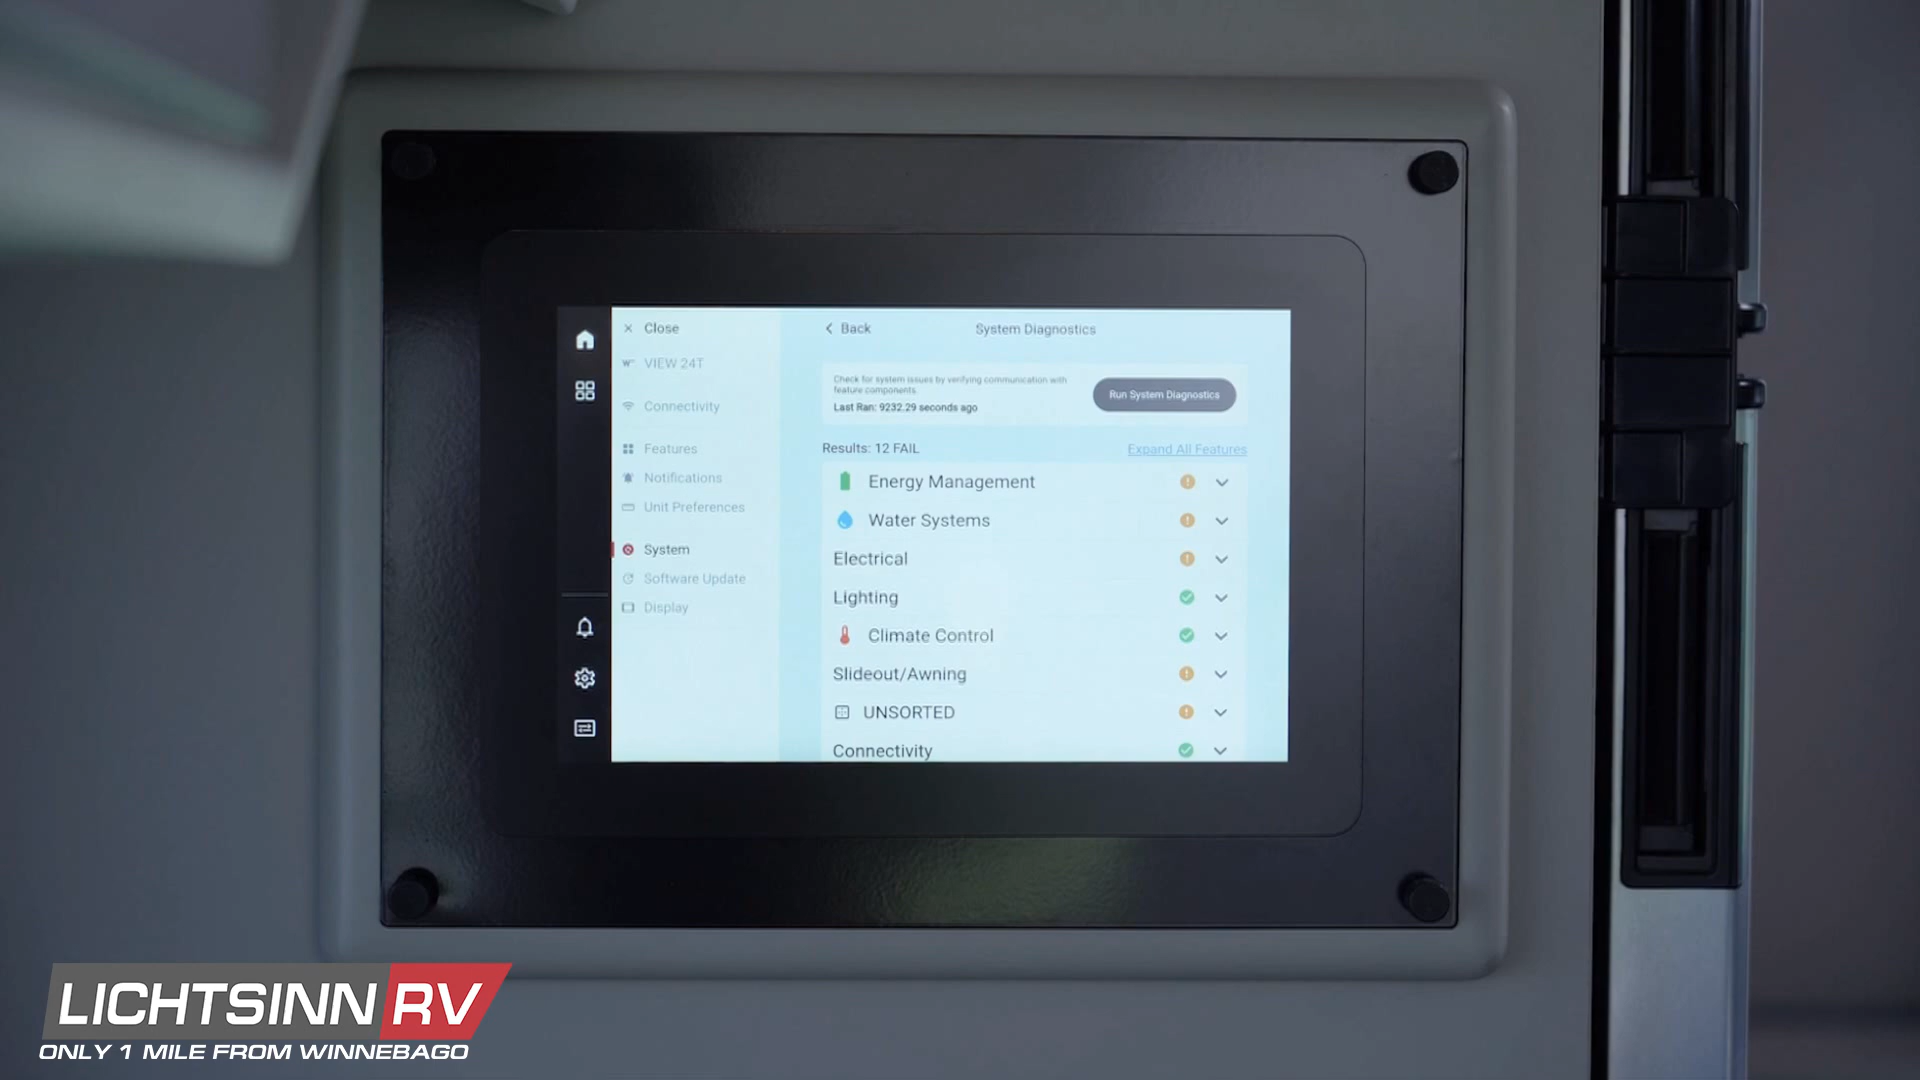 Close
VIEW 24T
Connectivity
Features
Notifications
Unit Preferences
System
Software Update
Display
Back
System Diagnostics
Check for system issues by verifying communication with
feature components.
Last Ran: 9232.29 seconds ago
Run System Diagnostics
Results: 12 FAIL
Expand All Features
Energy Management
Water Systems
Electrical
Lighting
Climate Control
Slideout/Awning
UNSORTED
Connectivity
LICHTSINN RV
ONLY 1 MILE FROM WINNEBAGO